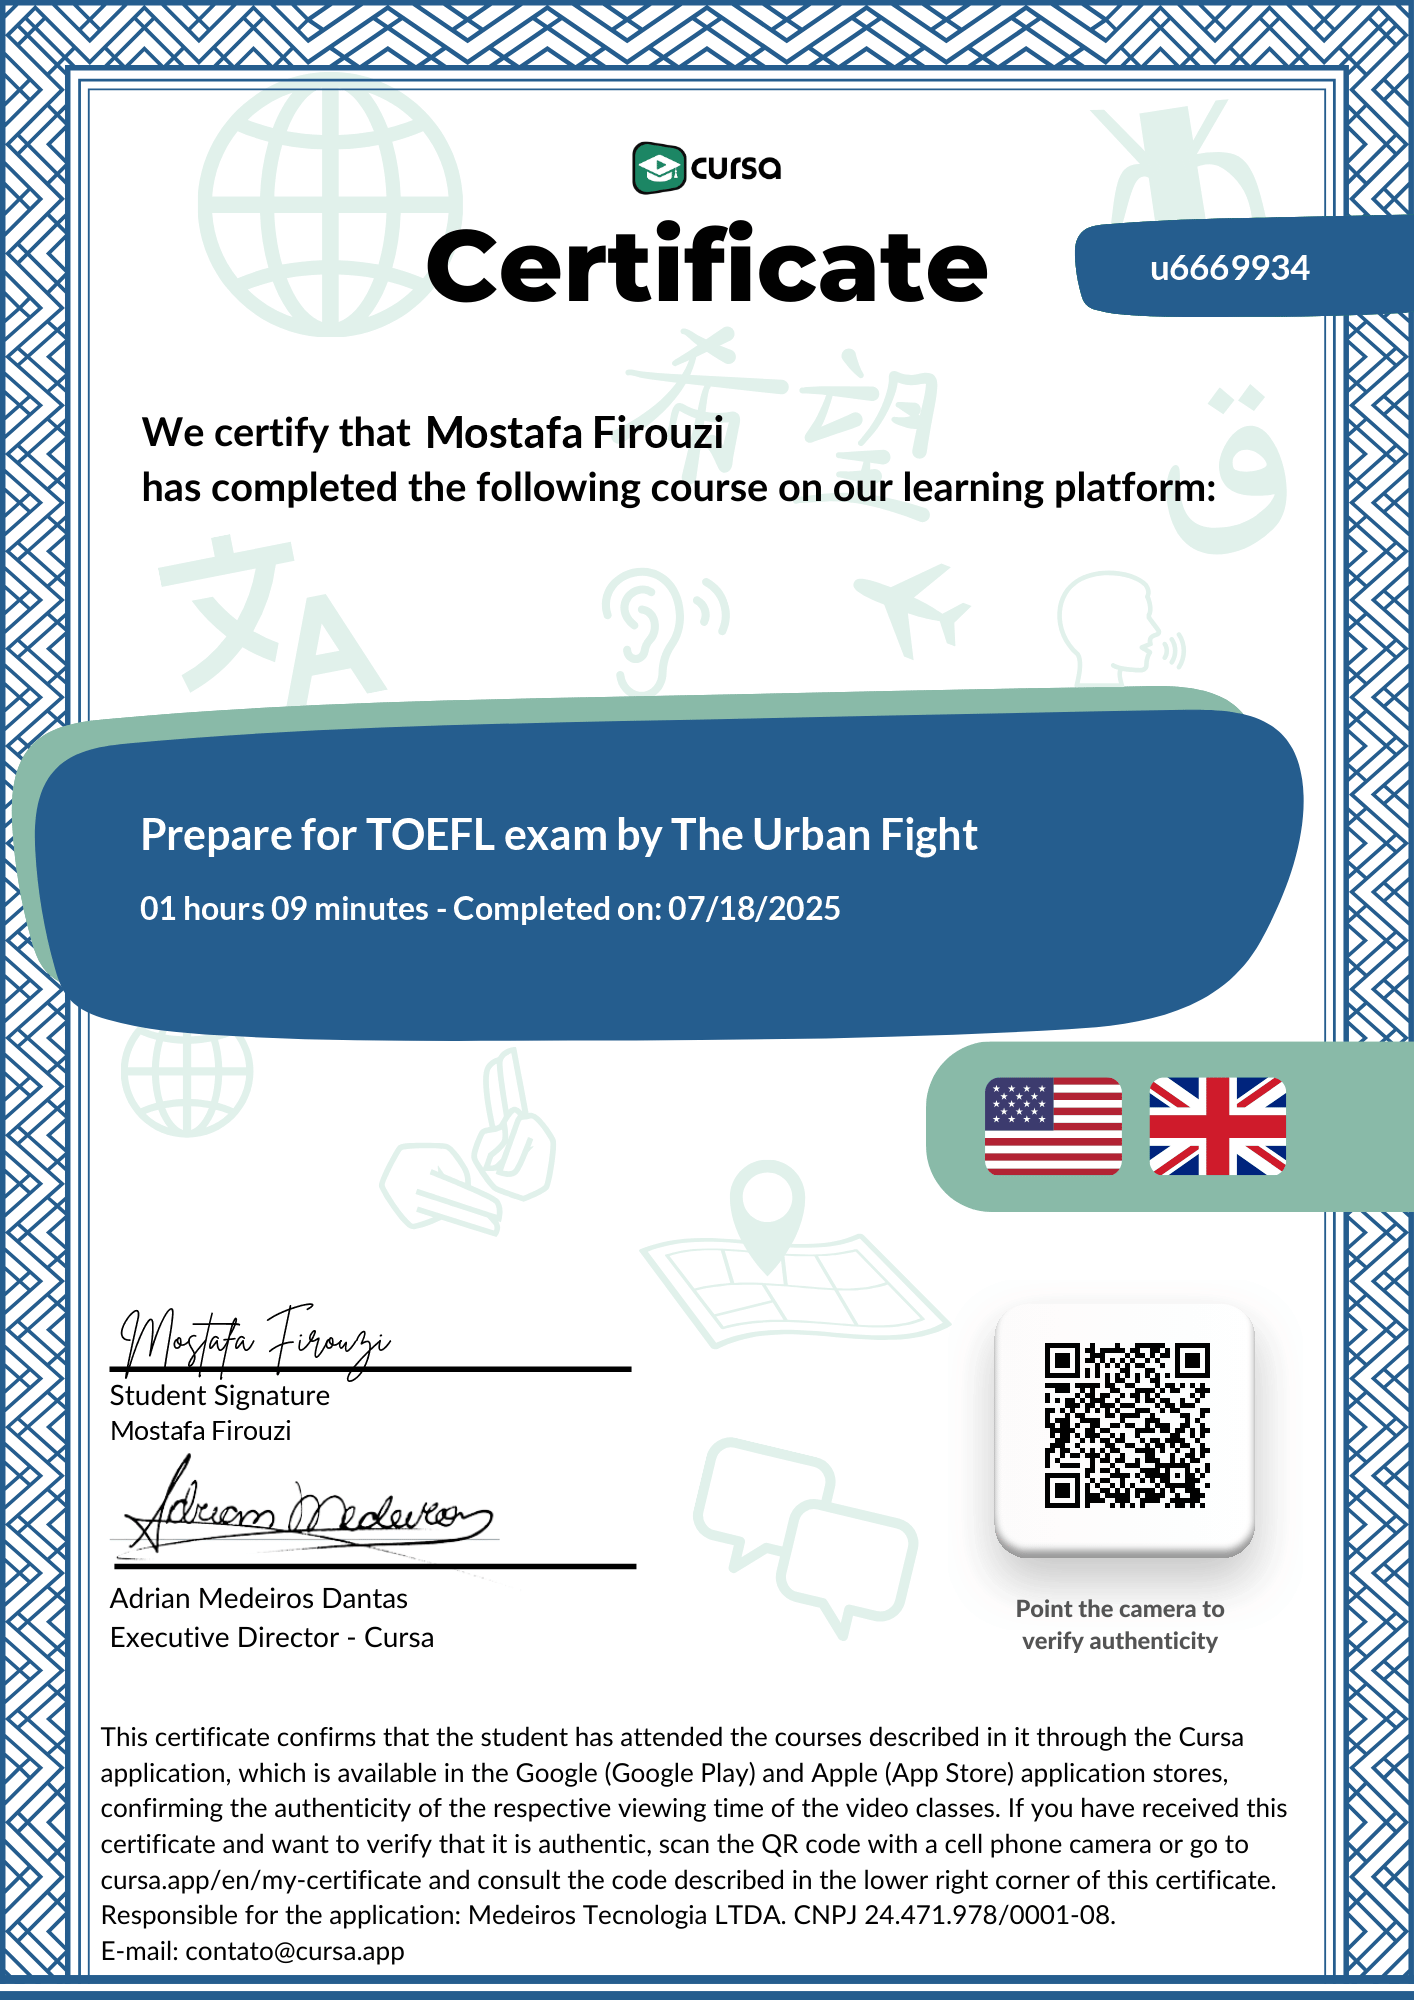 cursa
Certificate
u6669934
希望
ق
We certify that Mostafa Firouzi
has completed the following course on our learning platform:
文A
Prepare for TOEFL exam by The Urban Fight
01 hours 09 minutes - Completed on: 07/18/2025
Mostafa Firouzi
Student Signature
Mostafa Firouzi
Adrian Medeiros
Adrian Medeiros Dantas
Executive Director - Cursa
Point the camera to
verify authenticity
This certificate confirms that the student has attended the courses described in it through the Cursa
application, which is available in the Google (Google Play) and Apple (App Store) application stores,
confirming the authenticity of the respective viewing time of the video classes. If you have received this
certificate and want to verify that it is authentic, scan the QR code with a cell phone camera or go to
cursa.app/en/my-certificate and consult the code described in the lower right corner of this certificate.
Responsible for the application: Medeiros Tecnologia LTDA. CNPJ 24.471.978/0001-08.
E-mail: contato@cursa.app